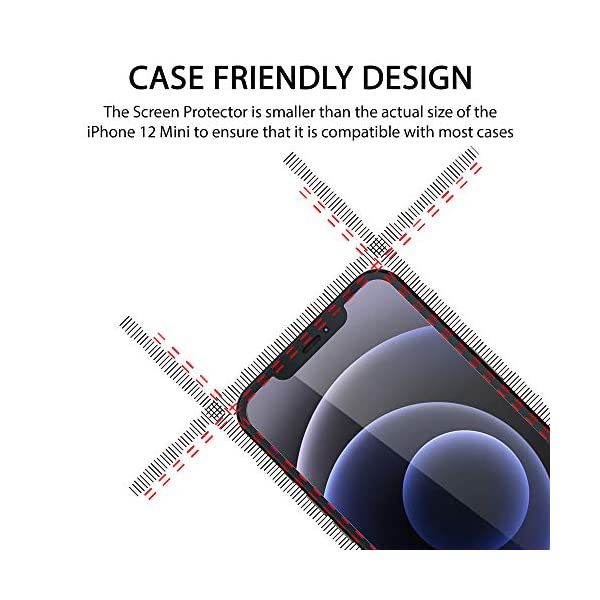 CASE FRIENDLY DESIGN
The Screen Protector is smaller than the actual size of the
iPhone 12 Mini to ensure that it is compatible with most cases